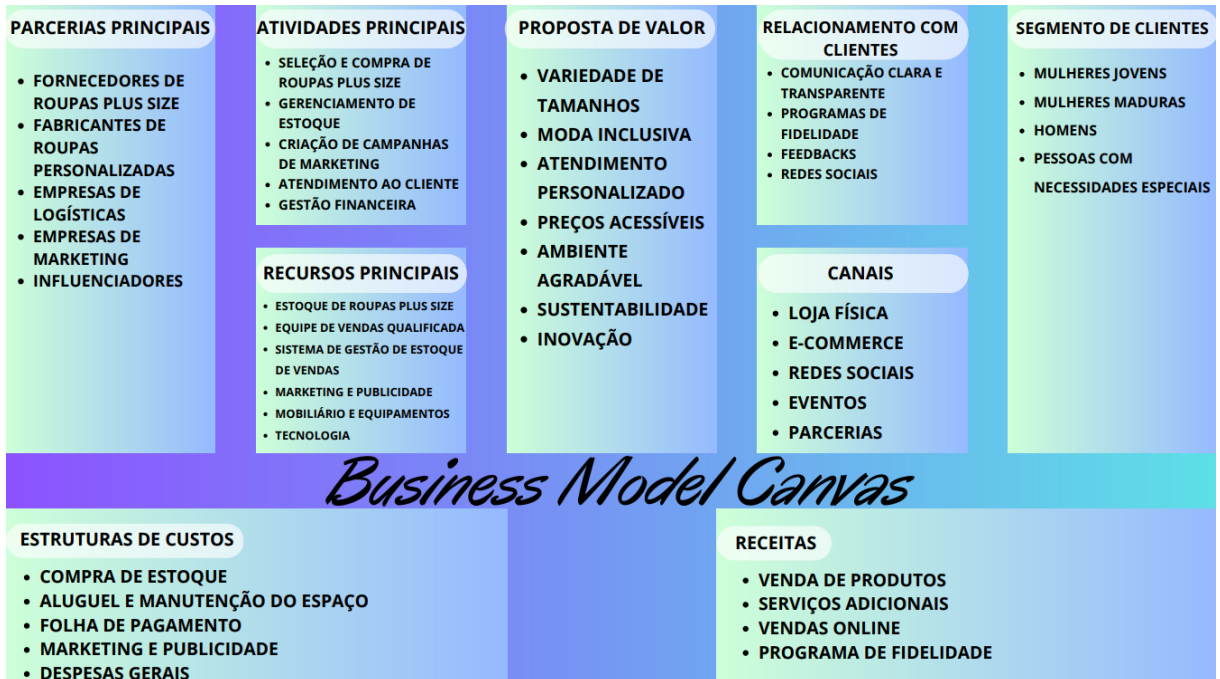 PARCERIAS PRINCIPAIS
• FORNECEDORES DE
ROUPAS PLUS SIZE
• FABRICANTES DE
ROUPAS
PERSONALIZADAS
• EMPRESAS DE
LOGÍSTICAS
• EMPRESAS DE
MARKETING
• INFLUENCIADORES
ATIVIDADES PRINCIPAIS
• SELEÇÃO E COMPRA DE
ROUPAS PLUS SIZE
• GERENCIAMENTO DE
ESTOQUE
• CRIAÇÃO DE CAMPANHAS
DE MARKETING
• ATENDIMENTO AO CLIENTE
• GESTÃO FINANCEIRA
RECURSOS PRINCIPAIS
• ESTOQUE DE ROUPAS PLUS SIZE
• EQUIPE DE VENDAS QUALIFICADA
• SISTEMA DE GESTÃO DE ESTOQUE
DE VENDAS
• MARKETING E PUBLICIDADE
• MOBILIÁRIO E EQUIPAMENTOS
• TECNOLOGIA
PROPOSTA DE VALOR
• VARIEDADE DE
TAMANHOS
• MODA INCLUSIVA
• ATENDIMENTO
PERSONALIZADO
• PREÇOS ACESSÍVEIS
• AMBIENTE
AGRADÁVEL
• SUSTENTABILIDADE
• INOVAÇÃO
RELACIONAMENTO COM
CLIENTES
• COMUNICAÇÃO CLARA E
TRANSPARENTE
• PROGRAMAS DE
FIDELIDADE
• FEEDBACKS
• REDES SOCIAIS
CANAIS
• LOJA FÍSICA
• E-COMMERCE
• REDES SOCIAIS
• EVENTOS
• PARCERIAS
SEGMENTO DE CLIENTES
• MULHERES JOVENS
• MULHERES MADURAS
• HOMENS
• PESSOAS COM
NECESSIDADES ESPECIAIS
Business Model Canvas
ESTRUTURAS DE CUSTOS
• COMPRA DE ESTOQUE
• ALUGUEL E MANUTENÇÃO DO ESPAÇO
• FOLHA DE PAGAMENTO
• MARKETING E PUBLICIDADE
• DESPESAS GERAIS
RECEITAS
• VENDA DE PRODUTOS
• SERVIÇOS ADICIONAIS
• VENDAS ONLINE
• PROGRAMA DE FIDELIDADE